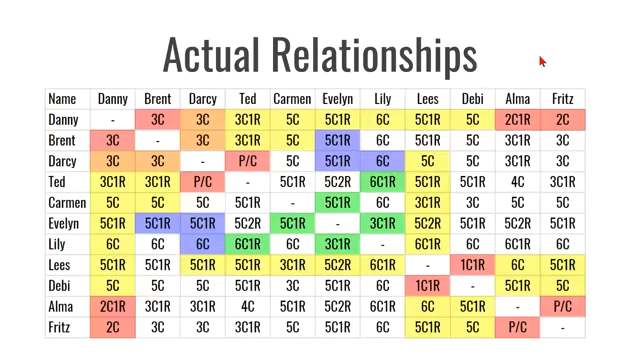 Actual Relationships
Name Danny Brent Darcy Ted Carmen Evelyn Lily Lees Debi Alma Fritz
Danny - 3C 3C 3C1R 5C 5C1R 6C 5C1R 5C 2C1R 2C
Brent 3C - 3C 3C1R 5C 5C1R 6C 5C1R 5C 3C1R 3C
Darcy 3C 3C - P/C 5C 5C1R 6C 5C 5C 3C1R 3C
Ted 3C1R 3C1R P/C - 5C1R 5C2R 6C1R 5C1R 5C1R 4C 3C1R
Carmen 5C 5C 5C 5C1R - 5C1R 6C 3C1R 3C 5C 5C
Evelyn 5C1R 5C1R 5C1R 5C2R 5C1R - 3C1R 5C2R 5C1R 5C2R 5C1R
Lily 6C 6C 6C 6C1R 6C 3C1R - 6C1R 6C 6C1R 6C
Lees 5C1R 5C1R 5C1R 5C1R 3C1R 5C2R 6C1R - 1C1R 6C 5C1R
Debi 5C 5C 5C 5C1R 3C 5C1R 6C 1C1R - 5C1R 5C
Alma 2C1R 3C1R 3C1R 4C 5C1R 5C2R 6C1R 6C 5C1R - P/C
Fritz 2C 3C 3C 3C1R 5C 5C1R 6C 5C1R 5C P/C -